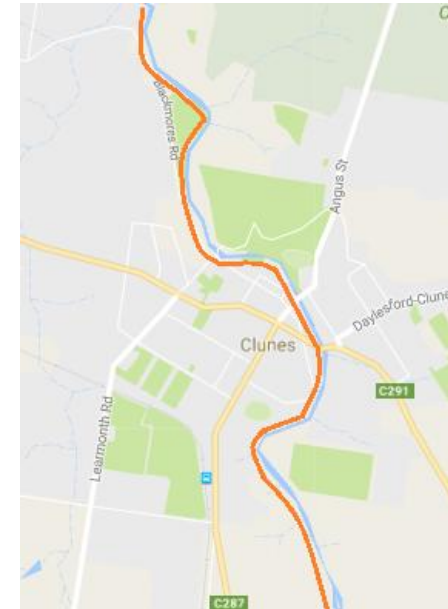 Blackmores Rd
Angus St
Daylesford-Clune
Clunes
C291
Learmonth Rd
C287